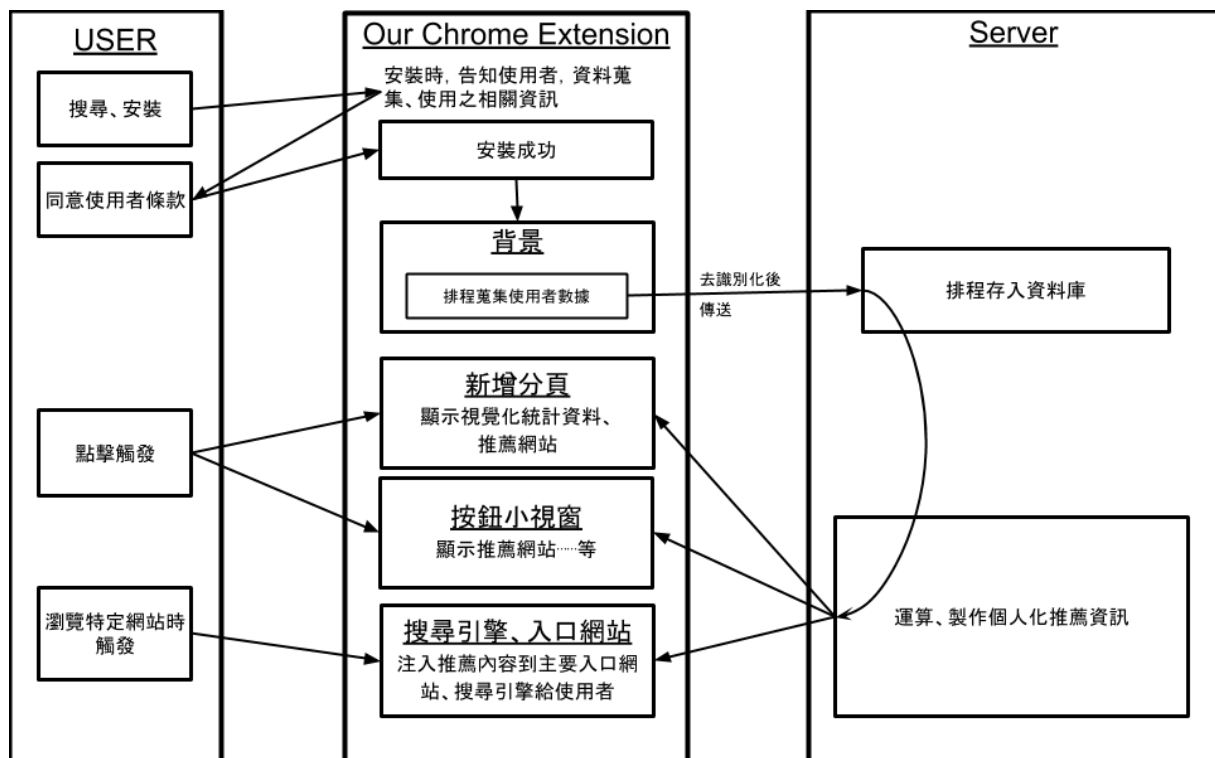 USER
搜尋、安裝
同意使用者條款
點擊觸發
瀏覽特定網站時
觸發
Our Chrome Extension
安裝時, 告知使用者, 資料蒐
集、使用之相關資訊
安裝成功
背景
排程蒐集使用者數據
去識別化後
傳送
新增分頁
顯示視覺化統計資料、
推薦網站
按鈕小視窗
顯示推薦網站……等
搜尋引擎、入口網站
注入推薦內容到主要入口網
站、搜尋引擎給使用者
Server
排程存入資料庫
運算、製作個人化推薦資訊